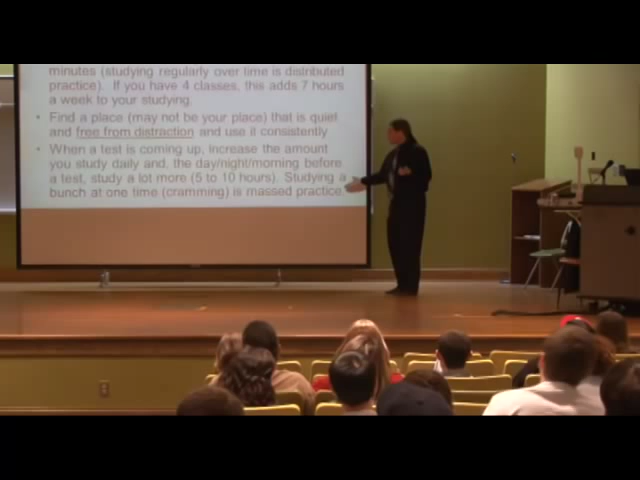 minutes (studying regularly over time is distributed
practice). If you have 4 classes, this adds 7 hours
a week to your studying.
• Find a place (may not be your place) that is quiet
and free from distraction and use it consistently
• When a test is coming up, increase the amount
you study daily and, the day/night/morning before
a test, study a lot more (5 to 10 hours). Studying a
bunch at one time (cramming) is massed practice.